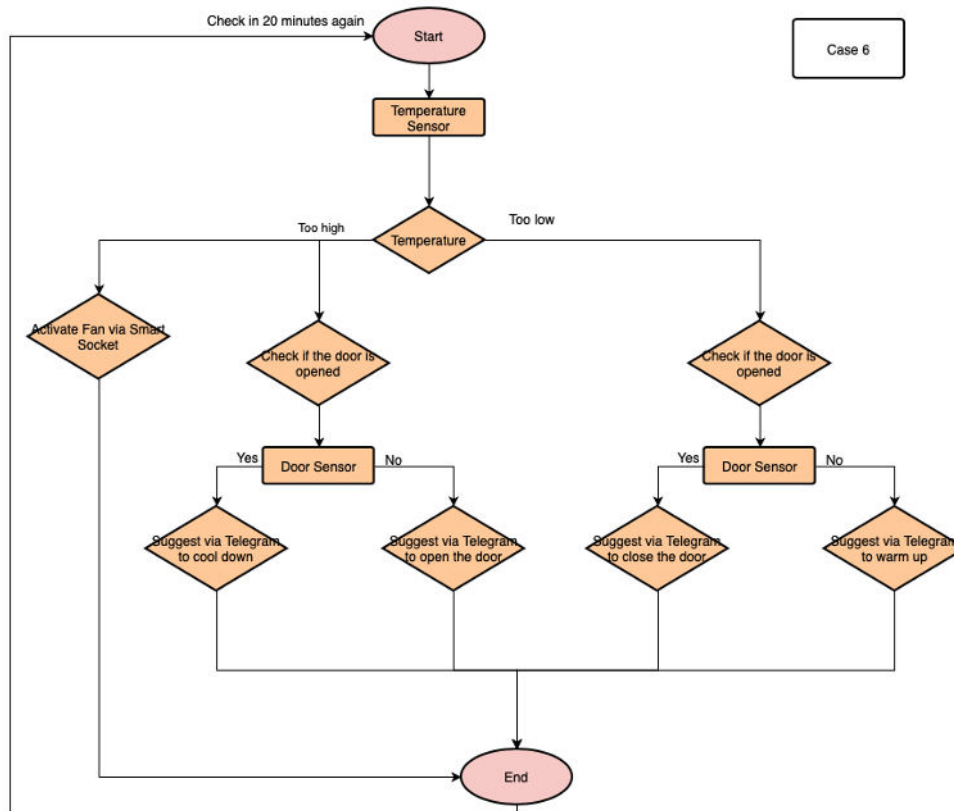 Check in 20 minutes again
Start
Case 6
Temperature
Sensor
Too high
Temperature
Too low
Activate Fan via Smart
Socket
Check if the door is
opened
Check if the door is
opened
Yes
Door Sensor
No
Yes
Door Sensor
No
Suggest via Telegram
to cool down
Suggest via Telegram
to open the door
Suggest via Telegram
to close the door
Suggest via Telegram
to warm up
End